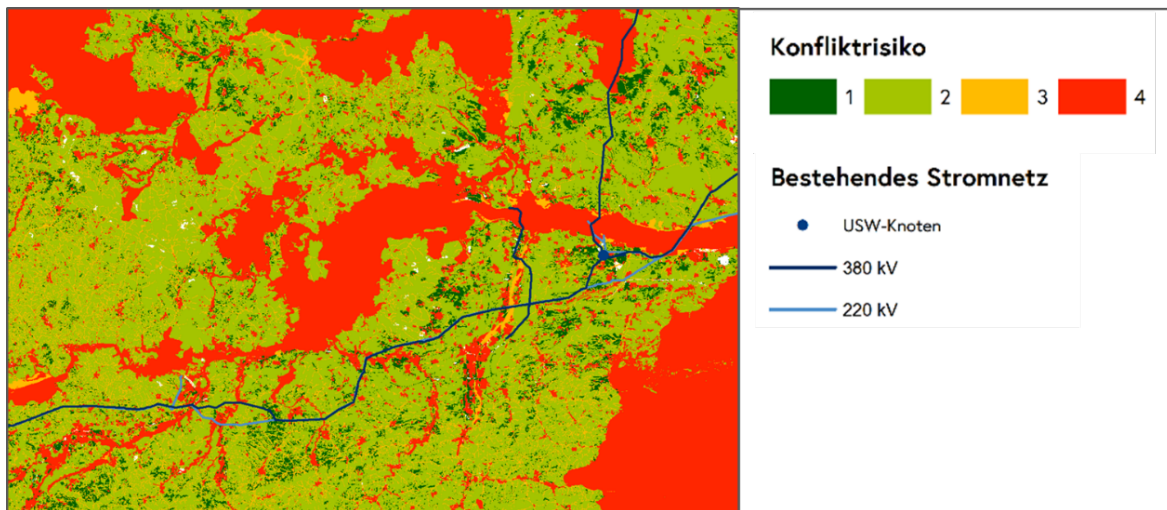 Konfliktrisiko
1 2 3 4
Bestehendes Stromnetz
USW-Knoten
380 kV
220 kV